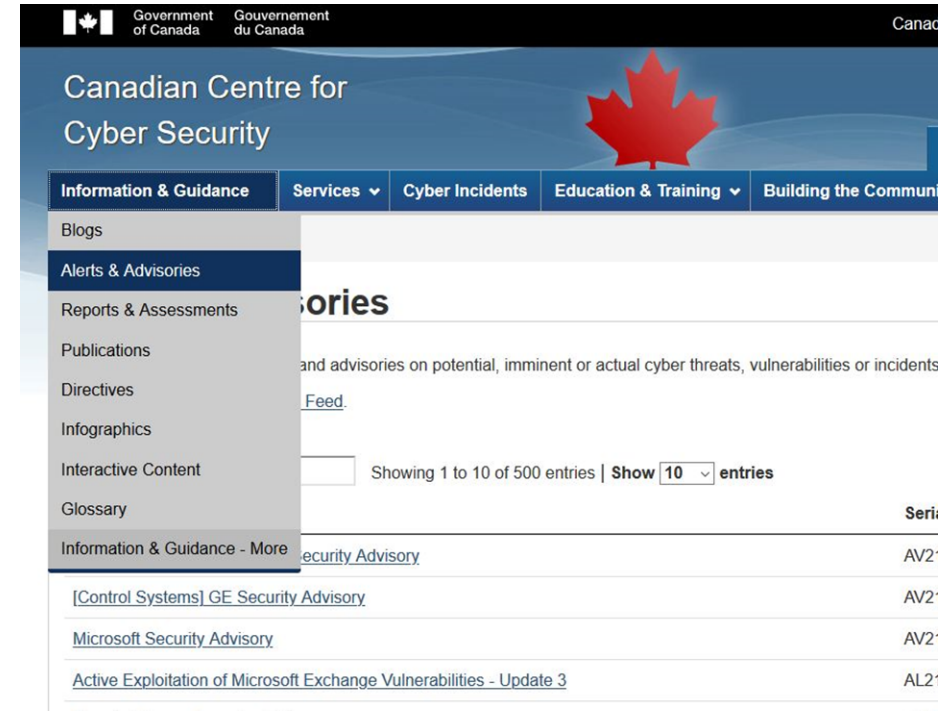 Government of Canada
Gouvernement du Canada
Canad
Canadian Centre for
Cyber Security
Information & Guidance Services Cyber Incidents Education & Training Building the Communi
Blogs
Alerts & Advisories
Reports & Assessments
sories
Publications
and advisories on potential, imminent or actual cyber threats, vulnerabilities or incidents
Directives
Feed.
Infographics
Interactive Content
Showing 1 to 10 of 500 entries | Show 10 entries
Glossary
Seria
Information & Guidance - More
Security Advisory AV21
[Control Systems] GE Security Advisory AV21
Microsoft Security Advisory AV21
Active Exploitation of Microsoft Exchange Vulnerabilities - Update 3 AL21